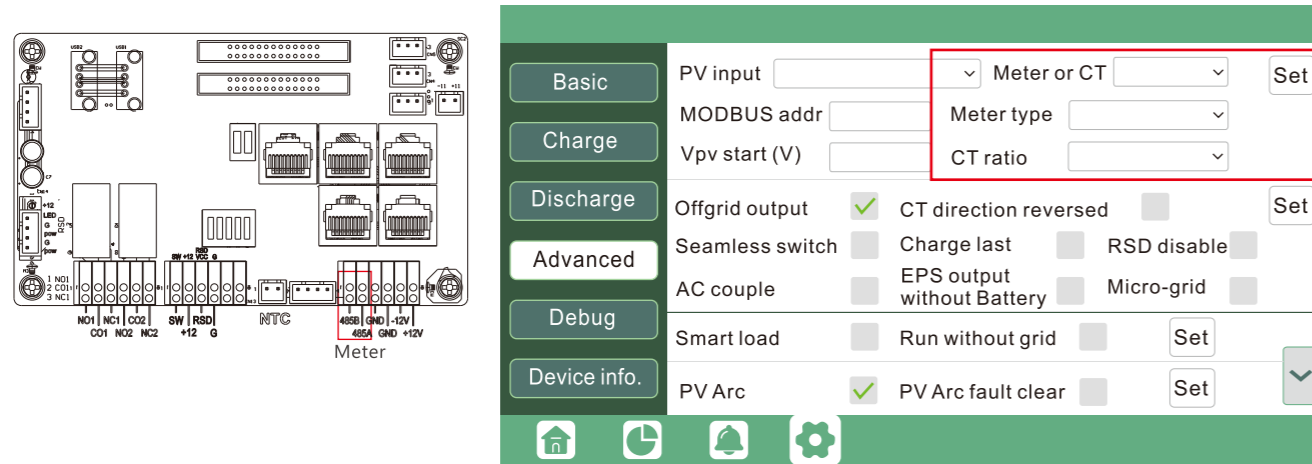 USB2 USB1
+12
LED
G
pow
G
pow
RSD
1 NO1
2 CO1
3 NC1
RSD
SW +12 VCC G
NO1 NC1 CO2
CO1 NO2 NC2
SW RSD
+12 G
NTC
485B GND -12V
485A GND +12V
Meter
Basic
Charge
Discharge
Advanced
Debug
Device info.
PV input Meter or CT Set
MODBUS addr Meter type
Vpv start (V) CT ratio
Offgrid output CT direction reversed Set
Seamless switch Charge last RSD disable
AC couple EPS output without Battery Micro-grid
Smart load Run without grid Set
PV Arc PV Arc fault clear Set